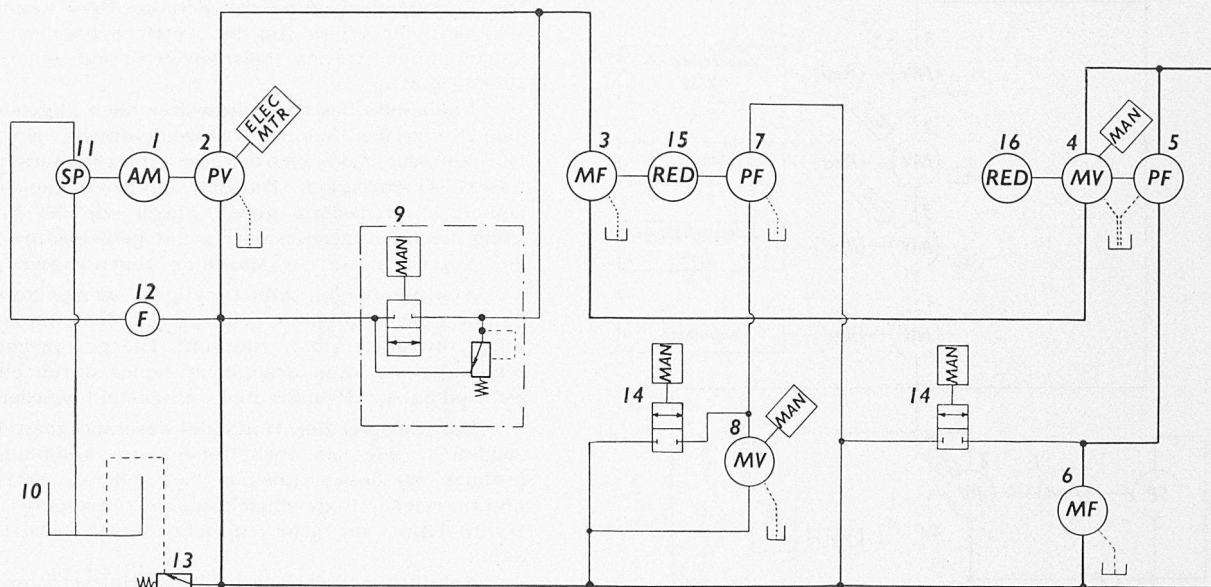 11 1 2
ELEC MTR
SP AM PV
3 15 7
MF RED PF
16 4 5
MAN
RED MV PF
9
MAN
12
F
14
MAN
8
MAN
MV
14
MAN
6
MF
10
13